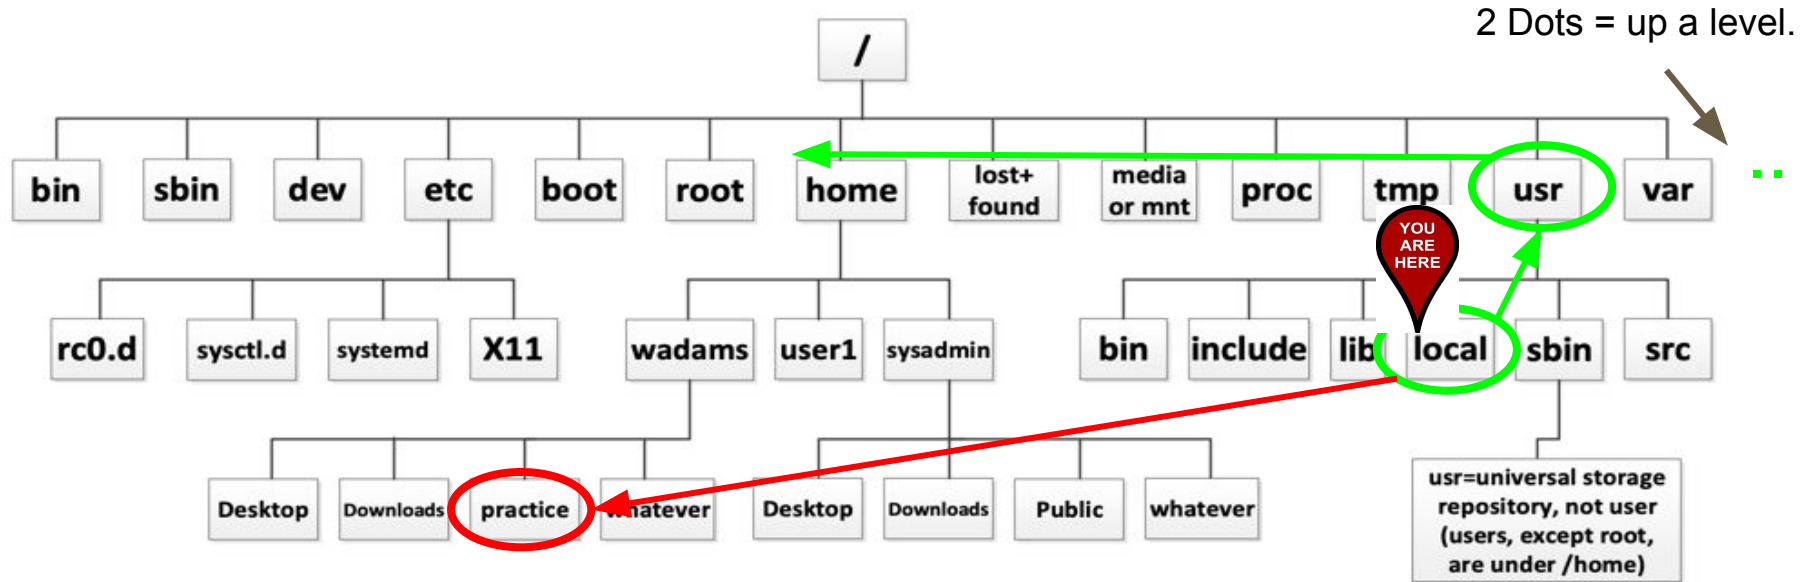 2 Dots = up a level.
/
..
bin
sbin
dev
etc
boot
root
home
lost+
found
media
or mnt
proc
tmp
usr
var
YOU
ARE
HERE
rc0.d
sysctl.d
systemd
X11
wadams
user1
sysadmin
bin
include
lib
local
sbin
src
Desktop
Downloads
practice
whatever
Desktop
Downloads
Public
whatever
usr=universal storage
repository, not user
(users, except root,
are under /home)